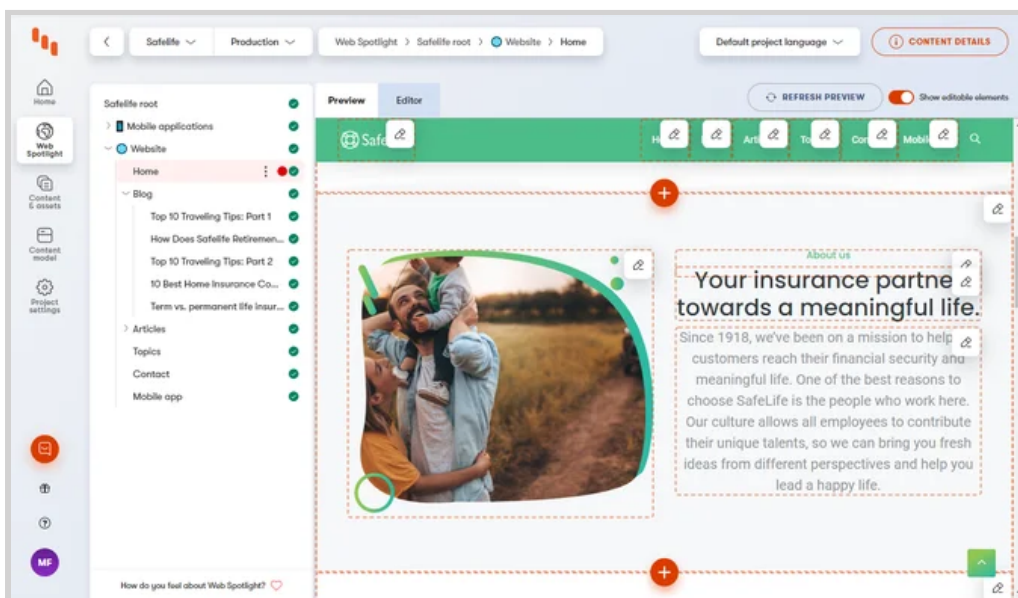 Safelife
Production
Web Spotlight > Safelife root > Website > Home
Default project language
CONTENT DETAILS
Home
Web
Spotlight
Content
& assets
Content
model
Project
settings
MF
Safelife root
Mobile applications
Website
Home
Blog
Top 10 Traveling Tips: Part 1
How Does Safelife Retiremen...
Top 10 Traveling Tips: Part 2
10 Best Home Insurance Co...
Term vs. permanent life insur...
Articles
Topics
Contact
Mobile app
How do you feel about Web Spotlight?
Preview
Editor
REFRESH PREVIEW
Show editable elements
Safe
About us
Your insurance partne
towards a meaningful life.
Since 1918, we've been on a mission to help
customers reach their financial security and
meaningful life. One of the best reasons to
choose SafeLife is the people who work here.
Our culture allows all employees to contribute
their unique talents, so we can bring you fresh
ideas from different perspectives and help you
lead a happy life.